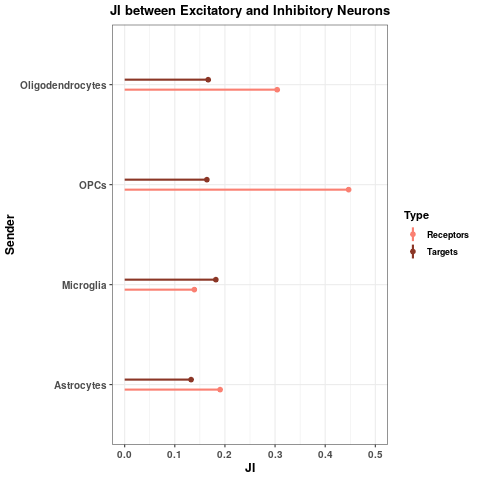 JI between Excitatory and Inhibitory Neurons
Sender
Oligodendrocytes
OPCs
Microglia
Astrocytes
0.0 0.1 0.2 0.3 0.4 0.5
JI
Type
Receptors
Targets